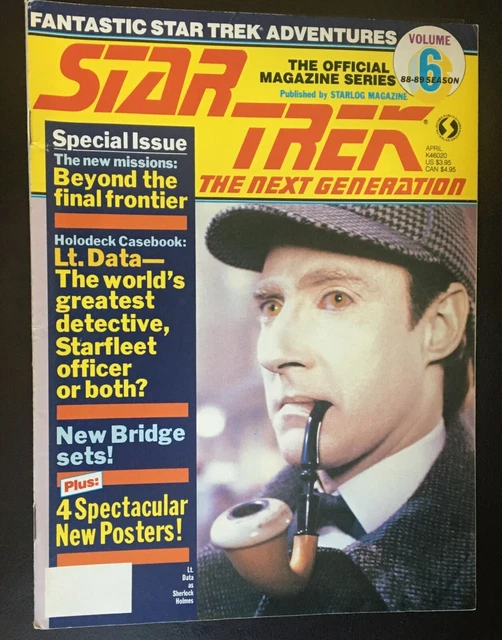 FANTASTIC STAR TREK® ADVENTURES
VOLUME
6
88-89 SEASON
THE OFFICIAL
MAGAZINE SERIES
Published by STARLOG MAGAZINE
STAR
TREK®
THE NEXT GENERATION
APRIL
K46020
US $3.95
CAN $4.95
Special Issue
The new missions:
Beyond the
final frontier
Holodeck Casebook:
Lt. Data—
The world's
greatest
detective,
Starfleet
officer
or both?
New Bridge
sets!
Plus:
4 Spectacular
New Posters!
Lt.
Data
as
Sherlock
Holmes